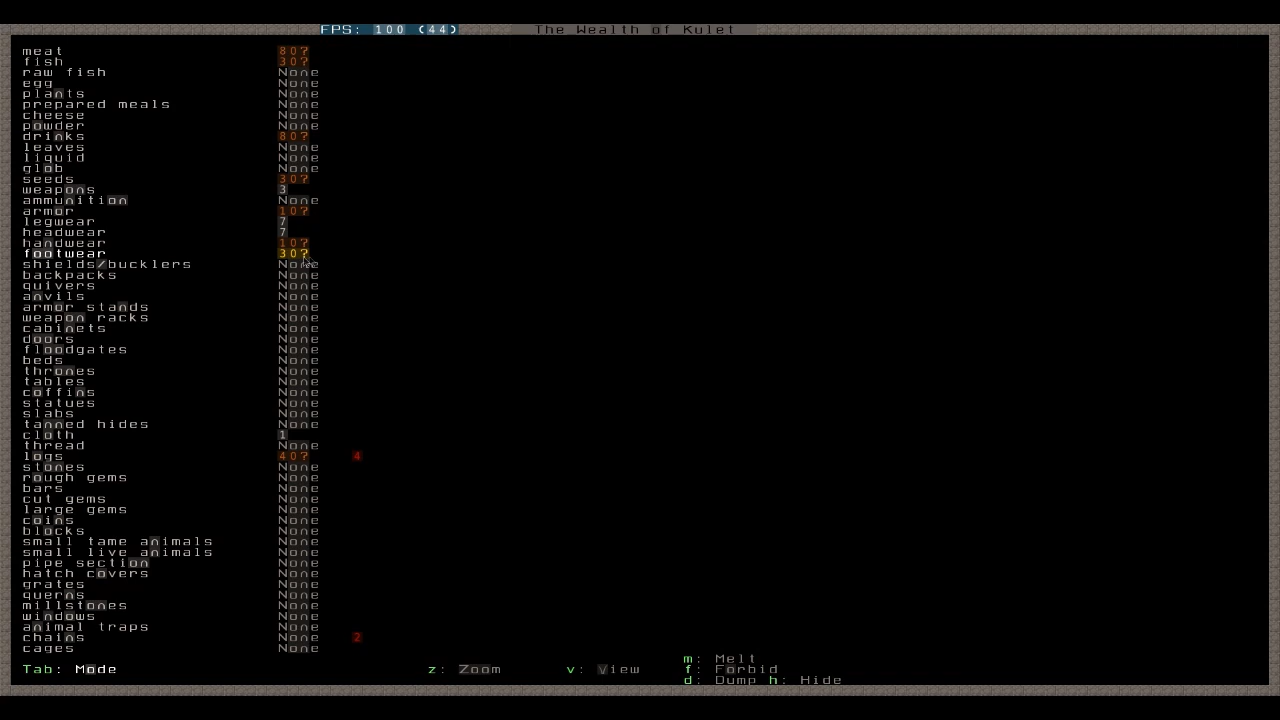 FPS: 100 (44) The Wealth of Kulet
meat 80?
fish 30?
raw fish None
egg None
plants None
prepared meals None
cheese None
powder None
drinks 80?
leaves None
liquid None
glob None
seeds 30?
weapons 3
ammunition None
armor 10?
legwear 7
headwear 7
handwear 10?
footwear 30?
shields/bucklers None
backpacks None
quivers None
anvils None
armor stands None
weapon racks None
cabinets None
doors None
floodgates None
beds None
thrones None
tables None
coffins None
statues None
slabs None
tanned hides None
cloth 1
thread None
logs 40? 4
stones None
rough gems None
bars None
cut gems None
large gems None
coins None
blocks None
small tame animals None
small live animals None
pipe section None
hatch covers None
grates None
querns None
millstones None
windows None
animal traps None
chains None 2
cages None
m: Melt
Tab: Mode z: Zoom v: View f: Forbid
d: Dump h: Hide